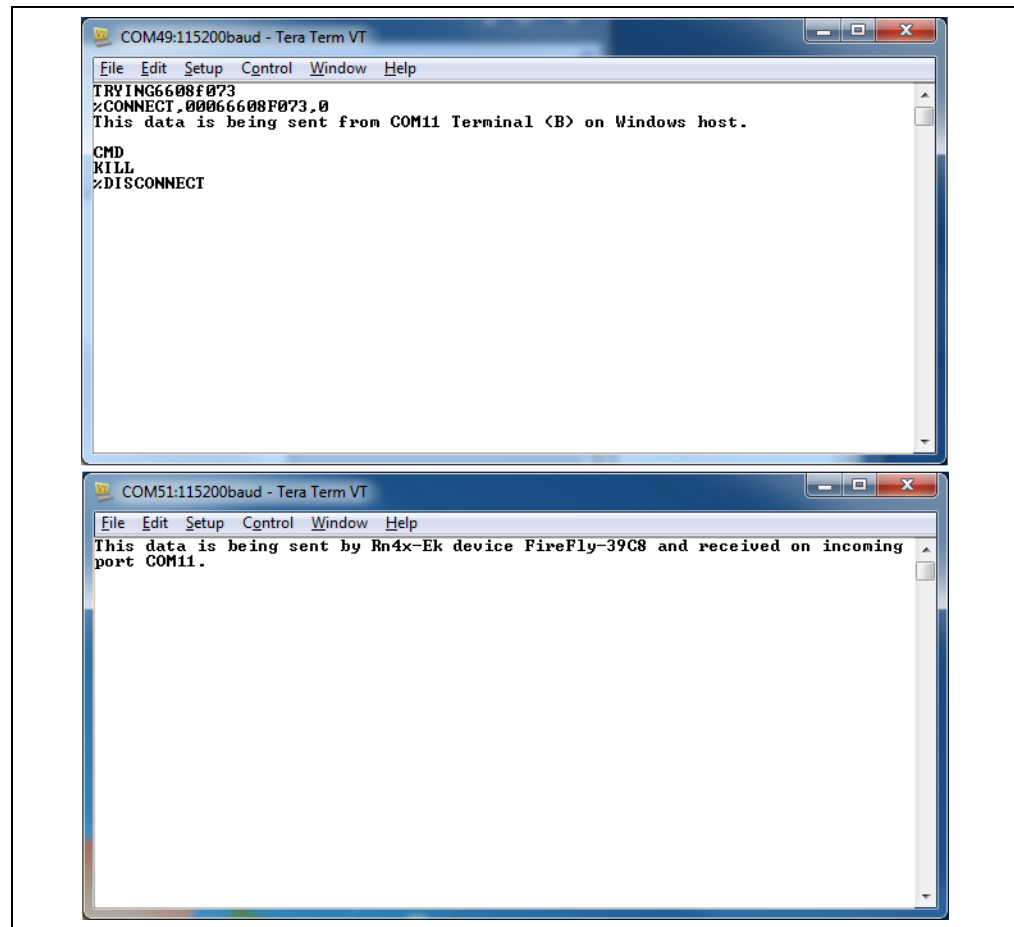 COM49:115200baud - Tera Term VT
File Edit Setup Control Window Help
TRYING6608f073
%CONNECT,00066608F073,0
This data is being sent from COM11 Terminal (B) on Windows host.
CMD
KILL
%DISCONNECT
COM51:115200baud - Tera Term VT
File Edit Setup Control Window Help
This data is being sent by Rn4x-Ek device FireFly-39C8 and received on incoming
port COM11.